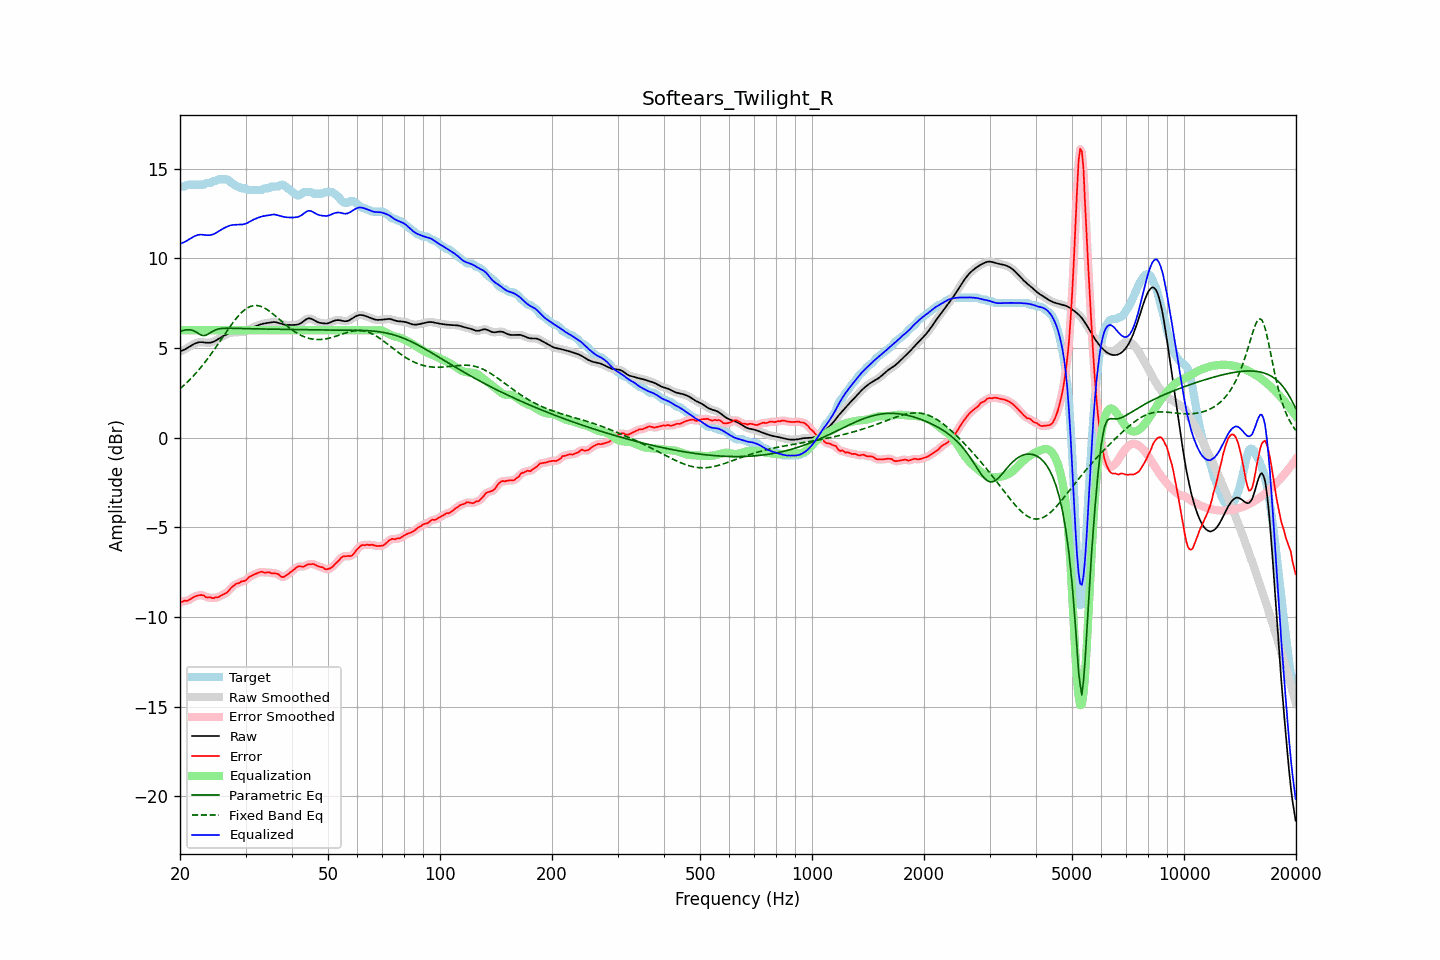 Softears_Twilight_R
Amplitude (dBr)
15
10
5
0
−5
−10
−15
−20
Target
Raw Smoothed
Error Smoothed
Raw
Error
Equalization
Parametric Eq
Fixed Band Eq
Equalized
20 50 100 200 500 1000 2000 5000 10000 20000
Frequency (Hz)